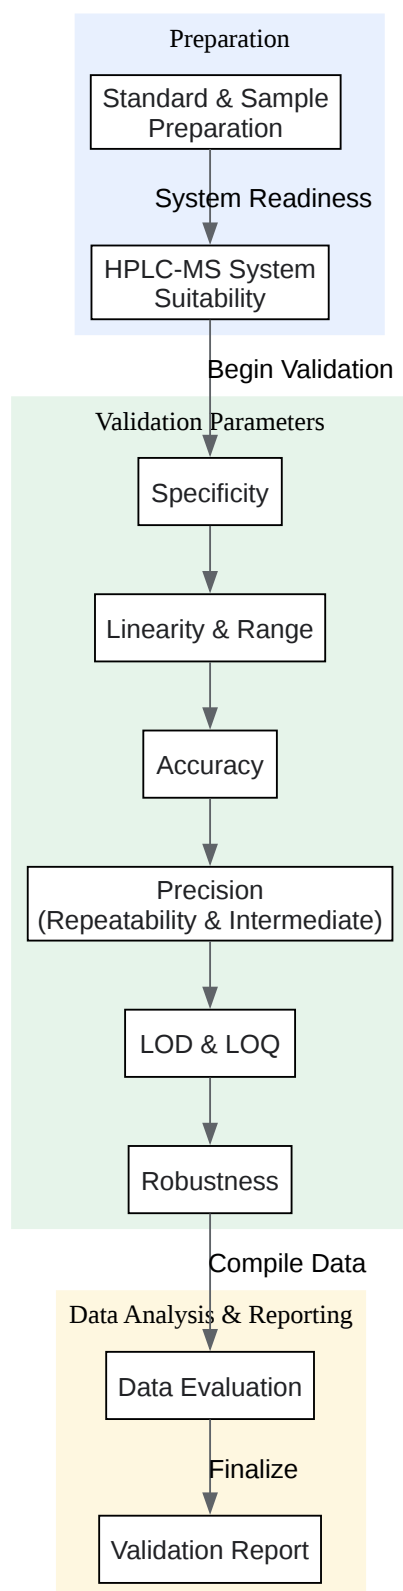 Preparation
Standard & Sample
Preparation
System Readiness
HPLC-MS System
Suitability
Begin Validation
Validation Parameters
Specificity
Linearity & Range
Accuracy
Precision
(Repeatability & Intermediate)
LOD & LOQ
Robustness
Compile Data
Data Analysis & Reporting
Data Evaluation
Finalize
Validation Report